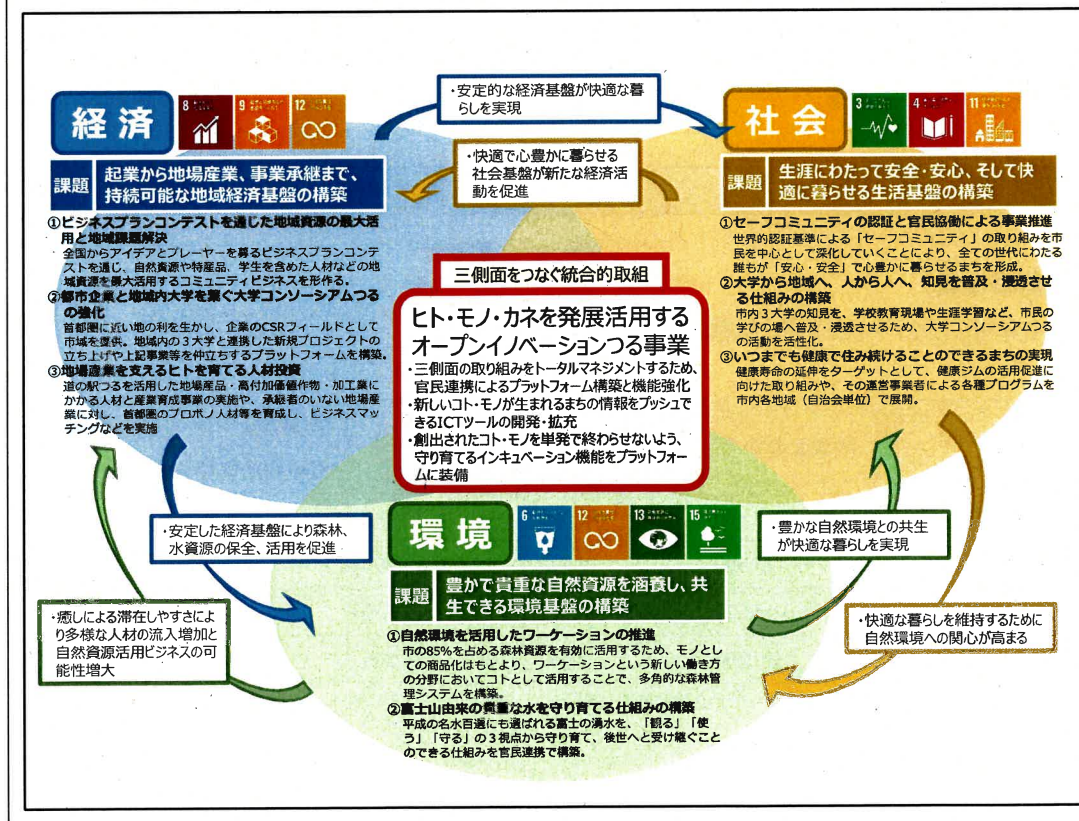 ・安定的な経済基盤が快適な暮
らしを実現
経済
8
9
12
社会
3
4
11
・快適で心豊かに暮らせる
社会基盤が新たな経済活
動を促進
課題
起業から地場産業、事業承継まで、
持続可能な地域経済基盤の構築
課題
生涯にわたって安全・安心、そして快
適に暮らせる生活基盤の構築
①ビジネスプランコンテストを通じた地域資源の最大活
用と地域課題解決
全国からアイデアとプレーヤーを募るビジネスプランコンテ
ストを通じ、自然資源や特産品、学生を含めた人材などの地
域資源を最大活用するコミュニティビジネスを形作る。
②都市企業と地域内大学を繋ぐ大学コンソーシアムつる
の強化
首都圏に近い地の利を生かし、企業のCSRフィールドとして
市域を提供。地域内の3大学と連携した新規プロジェクトの
立ち上げや上記事業等を仲立ちするプラットフォームを構築。
③地場産業を支えるヒトを育てる人材投資
道の駅つるを活用した地場産品・高付加価値作物・加工業に
かかる人材と産業育成事業の実施や、承継者のいない地場産
業に対し、首都圏のプロボノ人材等を育成し、ビジネスマッ
チングなどを実施
①セーフコミュニティの認証と官民協働による事業推進
世界的認証基準による「セーフコミュニティ」の取り組みを市
民を中心として深化していくことにより、全ての世代にわたる
誰もが「安心・安全」で心豊かに暮らせるまちを形成。
②大学から地域へ、人から人へ、知見を普及・浸透させ
る仕組みの構築
市内3大学の知見を、学校教育現場や生涯学習など、市民の
学びの場へ普及・浸透させるため、大学コンソーシアムつる
の活動を活性化。
③いつまでも健康で住み続けることのできるまちの実現
健康寿命の延伸をターゲットとして、健康ジムの活用促進に
向けた取り組みや、その運営事業者による各種プログラムを
市内各地域（自治会単位）で展開。
三側面をつなぐ統合的取組
ヒト・モノ・カネを発展活用する
オープンイノベーションつる事業
・三側面の取り組みをトータルマネジメントするため、
官民連携によるプラットフォーム構築と機能強化
・新しいコト・モノが生まれるまちの情報をプッシュで
きるICTツールの開発・拡充
・創出されたコト・モノを単発で終わらせないよう、
守り育てるインキュベーション機能をプラットフォー
ムに装備
・安定した経済基盤により森林、
水資源の保全、活用を促進
環境
6
12
13
15
・豊かな自然環境との共生
が快適な暮らしを実現
課題
豊かで貴重な自然資源を涵養し、共
生できる環境基盤の構築
・癒しによる滞在しやすさによ
り多様な人材の流入増加と
自然資源活用ビジネスの可
能性増大
・快適な暮らしを維持するために
自然環境への関心が高まる
①自然環境を活用したワーケーションの推進
市の85%を占める森林資源を有効に活用するため、モノとし
ての商品化はもとより、ワーケーションという新しい働き方
の分野においてコトとして活用することで、多角的な森林管
理システムを構築。
②富士山由来の貴重な水を守り育てる仕組みの構築
平成の名水百選にも選ばれる富士の湧水を、「観る」「使
う」「守る」の3視点から守り育て、後世へと受け継ぐこと
のできる仕組みを官民連携で構築。